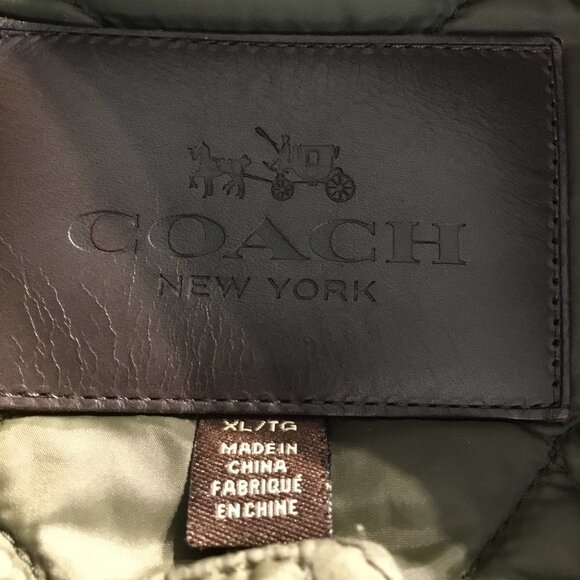 COACH
NEW YORK
XL/TG
MADE IN
CHINA
FABRIQUÉ
EN CHINE